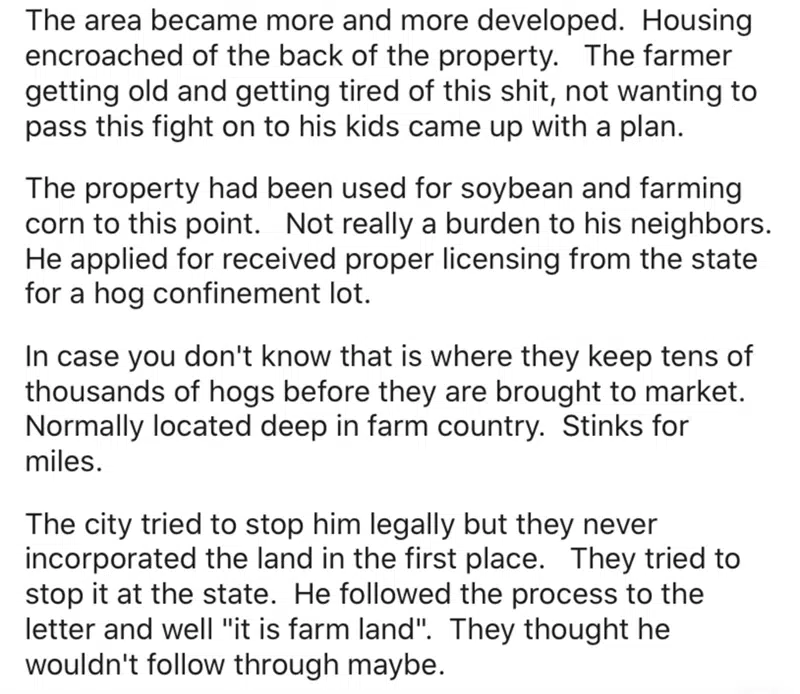 The area became more and more developed.  Housing
encroached of the back of the property.   The farmer
getting old and getting tired of this shit, not wanting to
pass this fight on to his kids came up with a plan.
The property had been used for soybean and farming
corn to this point.   Not really a burden to his neighbors.
He applied for received proper licensing from the state
for a hog confinement lot.
In case you don't know that is where they keep tens of
thousands of hogs before they are brought to market.
Normally located deep in farm country.  Stinks for
miles.
The city tried to stop him legally but they never
incorporated the land in the first place.   They tried to
stop it at the state.  He followed the process to the
letter and well "it is farm land".  They thought he
wouldn't follow through maybe.